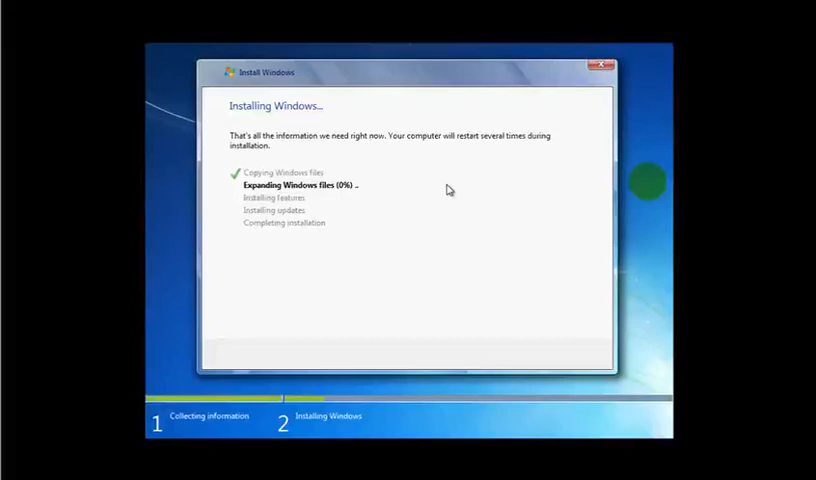 Install Windows
Installing Windows...
That's all the information we need right now. Your computer will restart several times during
installation.
Copying Windows files
Expanding Windows files (0%) ..
Installing features
Installing updates
Completing installation
1 Collecting information
2 Installing Windows